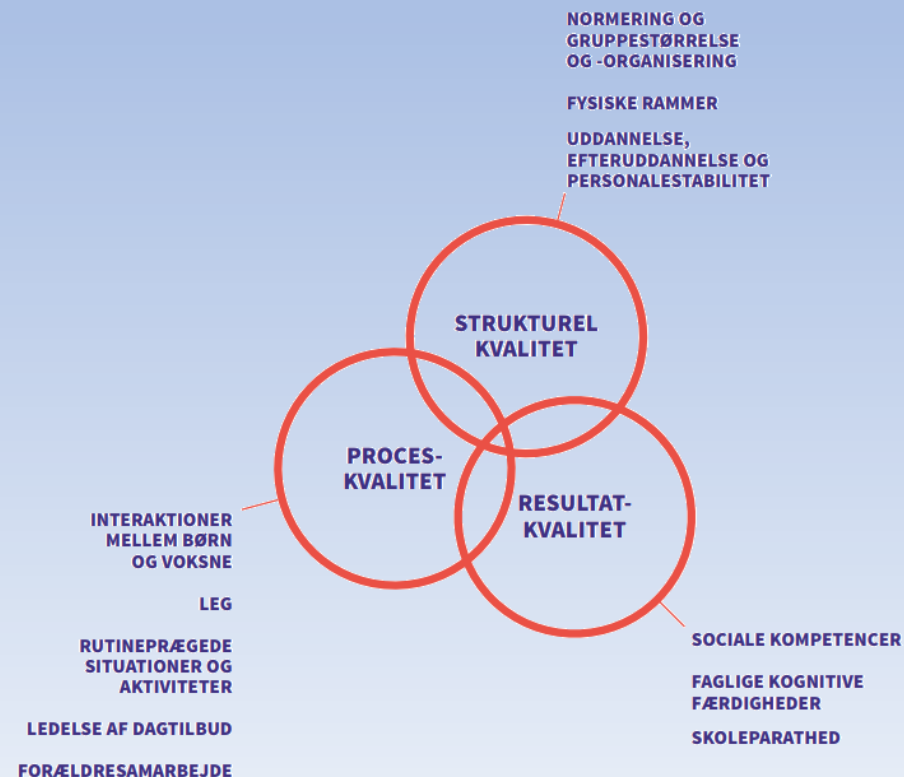 NORMERING OG
GRUPPESTØRRELSE
OG -ORGANISERING
FYSISKE RAMMER
UDDANNELSE,
EFTERUDDANNELSE OG
PERSONALESTABILITET
STRUKTUREL
KVALITET
PROCES-
KVALITET
RESULTAT-
KVALITET
INTERAKTIONER
MELLEM BØRN
OG VOKSNE
LEG
RUTINEPRÆGEDE
SITUATIONER OG
AKTIVITETER
LEDELSE AF DAGTILBUD
FORÆLDRESAMARBEJDE
SOCIALE KOMPETENCER
FAGLIGE KOGNITIVE
FÆRDIGHEDER
SKOLEPARATHED